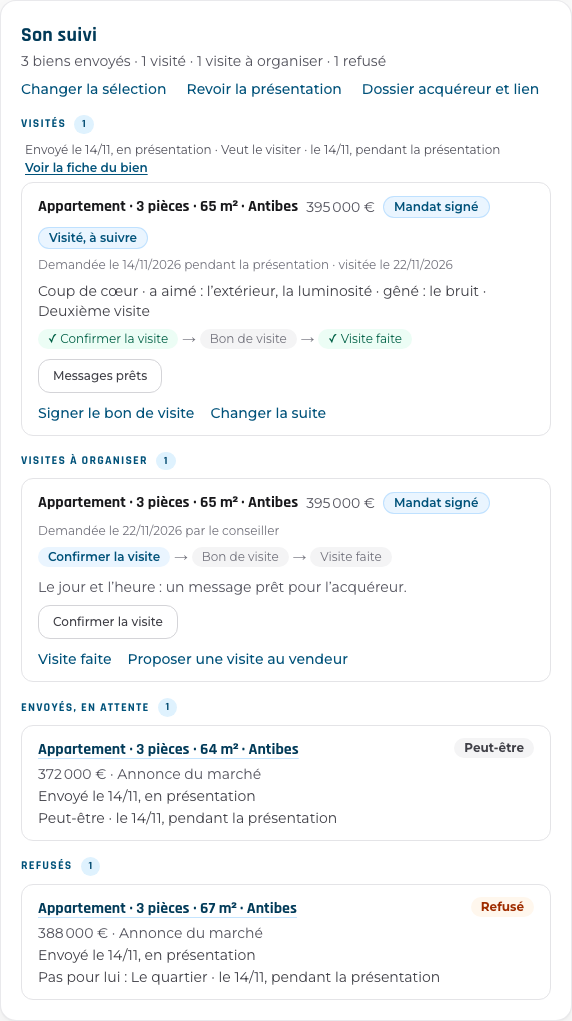 Son suivi
3 biens envoyés · 1 visité · 1 visite à organiser · 1 refusé
Changer la sélection Revoir la présentation Dossier acquéreur et lien
VISITÉS 1
Envoyé le 14/11, en présentation · Veut le visiter · le 14/11, pendant la présentation
Voir la fiche du bien
Appartement · 3 pièces · 65 m² · Antibes 395 000 € Mandat signé
Visité, à suivre
Demandée le 14/11/2026 pendant la présentation · visitée le 22/11/2026
Coup de cœur · a aimé : l’extérieur, la luminosité · gêné : le bruit ·
Deuxième visite
✓ Confirmer la visite → Bon de visite → ✓ Visite faite
Messages prêts
Signer le bon de visite Changer la suite
VISITES À ORGANISER 1
Appartement · 3 pièces · 65 m² · Antibes 395 000 € Mandat signé
Demandée le 22/11/2026 par le conseiller
Confirmer la visite → Bon de visite → Visite faite
Le jour et l’heure : un message prêt pour l’acquéreur.
Confirmer la visite
Visite faite Proposer une visite au vendeur
ENVOYÉS, EN ATTENTE 1
Appartement · 3 pièces · 64 m² · Antibes Peut-être
372 000 € · Annonce du marché
Envoyé le 14/11, en présentation
Peut-être · le 14/11, pendant la présentation
REFUSÉS 1
Appartement · 3 pièces · 67 m² · Antibes Refusé
388 000 € · Annonce du marché
Envoyé le 14/11, en présentation
Pas pour lui : Le quartier · le 14/11, pendant la présentation